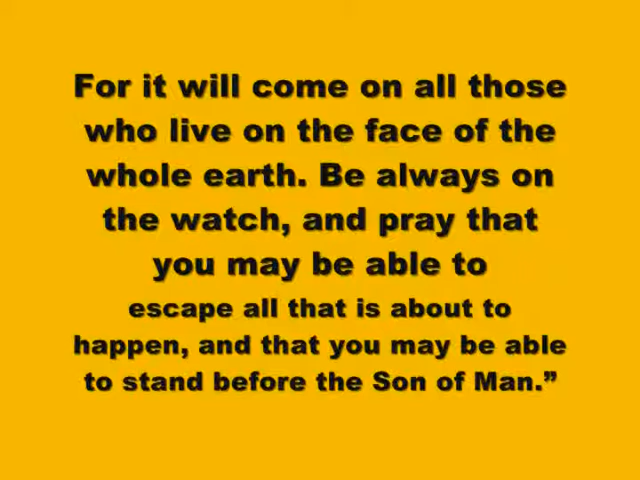 For it will come on all those
who live on the face of the
whole earth. Be always on
the watch, and pray that
you may be able to
escape all that is about to
happen, and that you may be able
to stand before the Son of Man.”